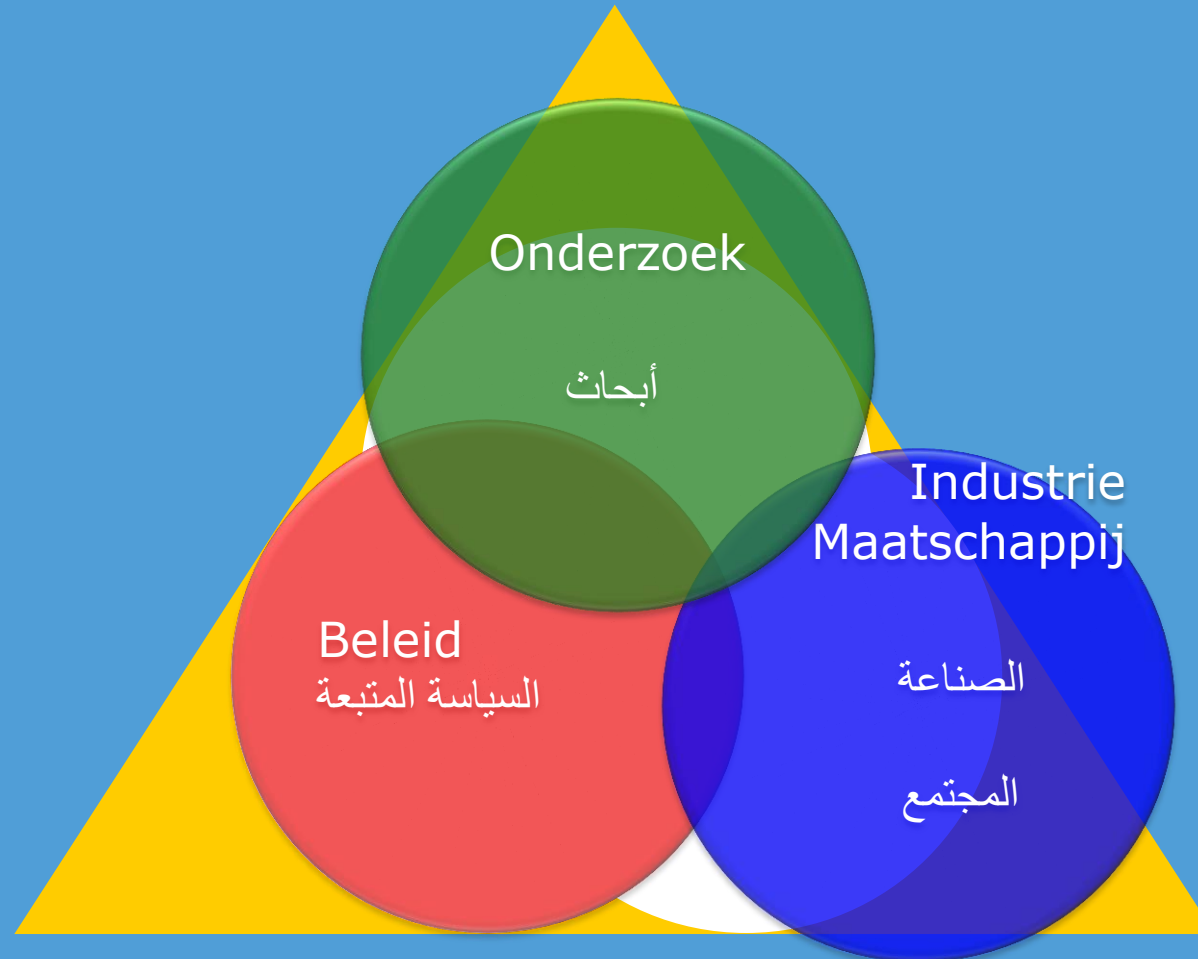 Onderzoek
أبحاث
Industrie
Maatschappij
الصناعة
المجتمع
Beleid
السياسة المتبعة